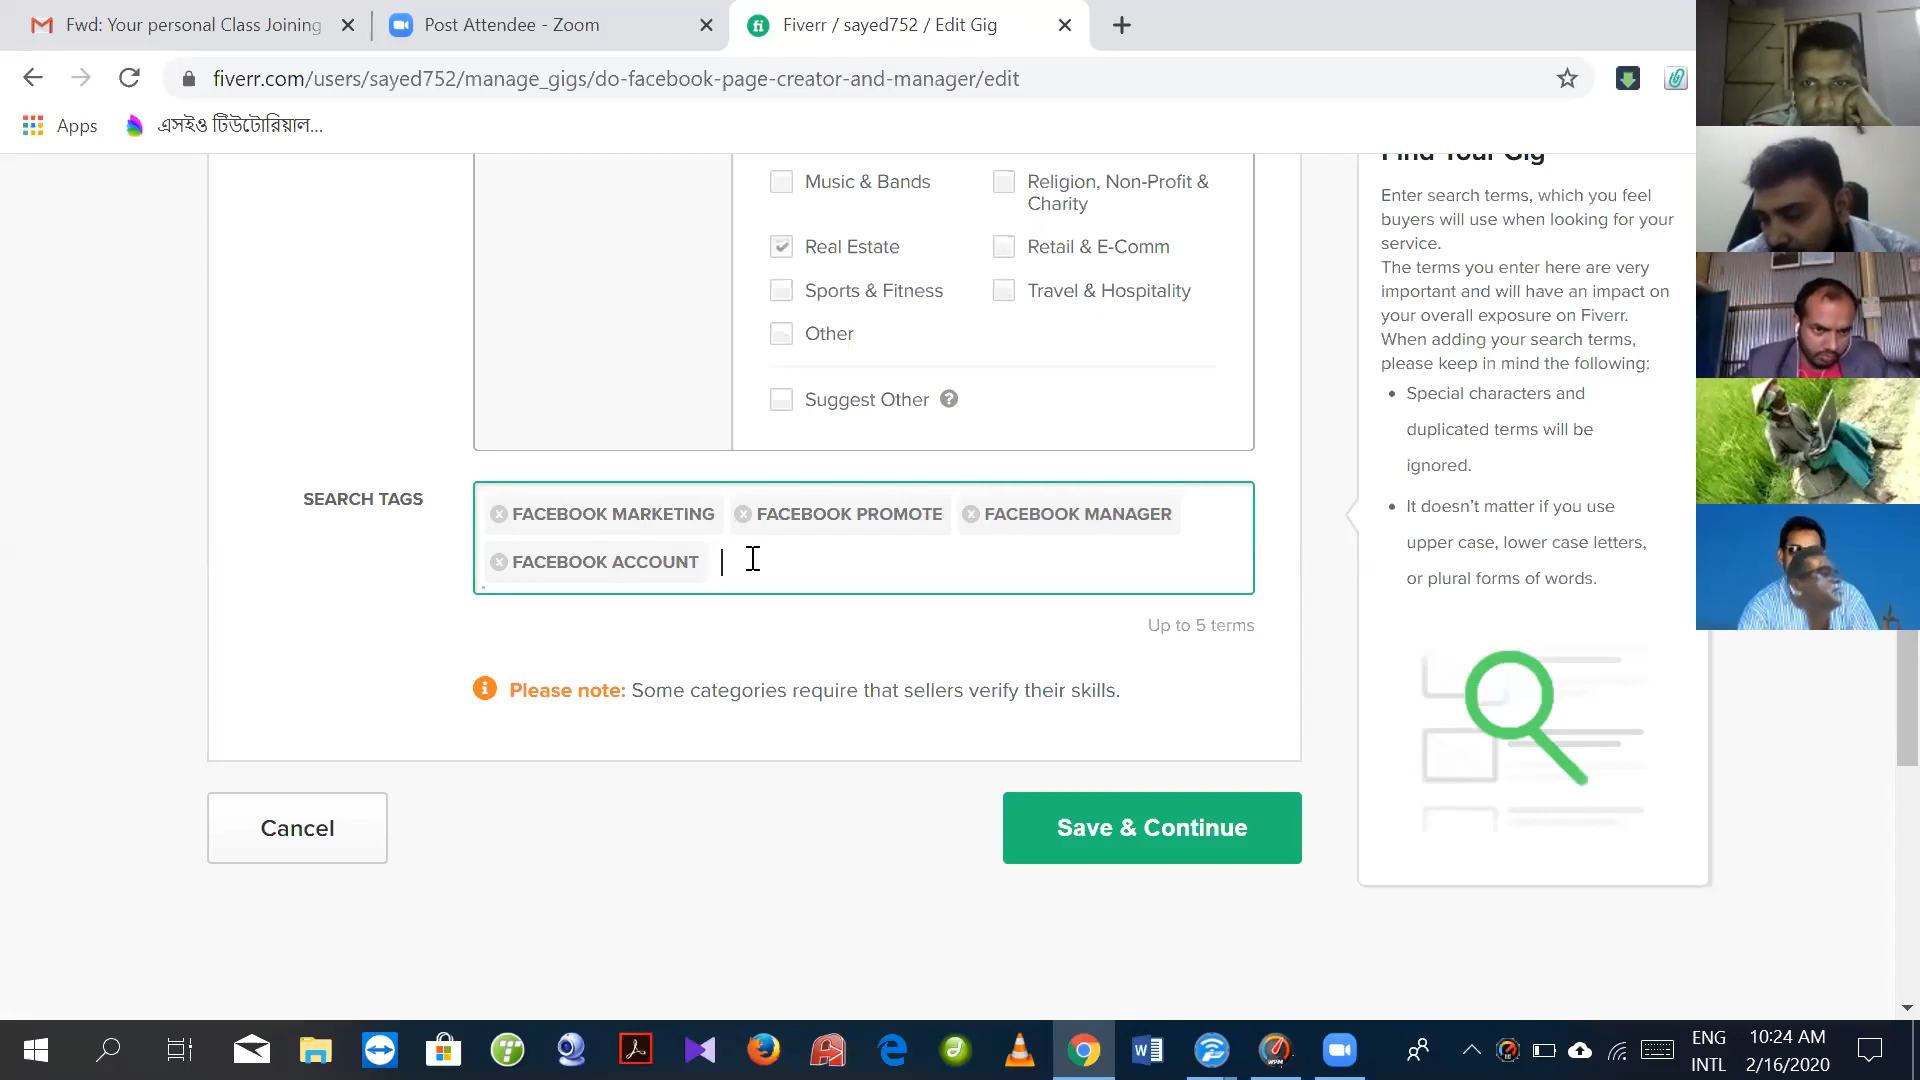 Fwd: Your personal Class Joining
Post Attendee - Zoom
Fiverr / sayed752 / Edit Gig
fiverr.com/users/sayed752/manage_gigs/do-facebook-page-creator-and-manager/edit
Apps
এসইও টিউটোরিয়াল...
Music & Bands
Religion, Non-Profit &
Charity
Real Estate
Retail & E-Comm
Sports & Fitness
Travel & Hospitality
Other
Suggest Other
SEARCH TAGS
FACEBOOK MARKETING
FACEBOOK PROMOTE
FACEBOOK MANAGER
FACEBOOK ACCOUNT
Up to 5 terms
Please note: Some categories require that sellers verify their skills.
Cancel
Save & Continue
Find Your Gig
Enter search terms, which you feel
buyers will use when looking for your
service.
The terms you enter here are very
important and will have an impact on
your overall exposure on Fiverr.
When adding your search terms,
please keep in mind the following:
• Special characters and
duplicated terms will be
ignored.
• It doesn't matter if you use
upper case, lower case letters,
or plural forms of words.
ENG
INTL
10:24 AM
2/16/2020